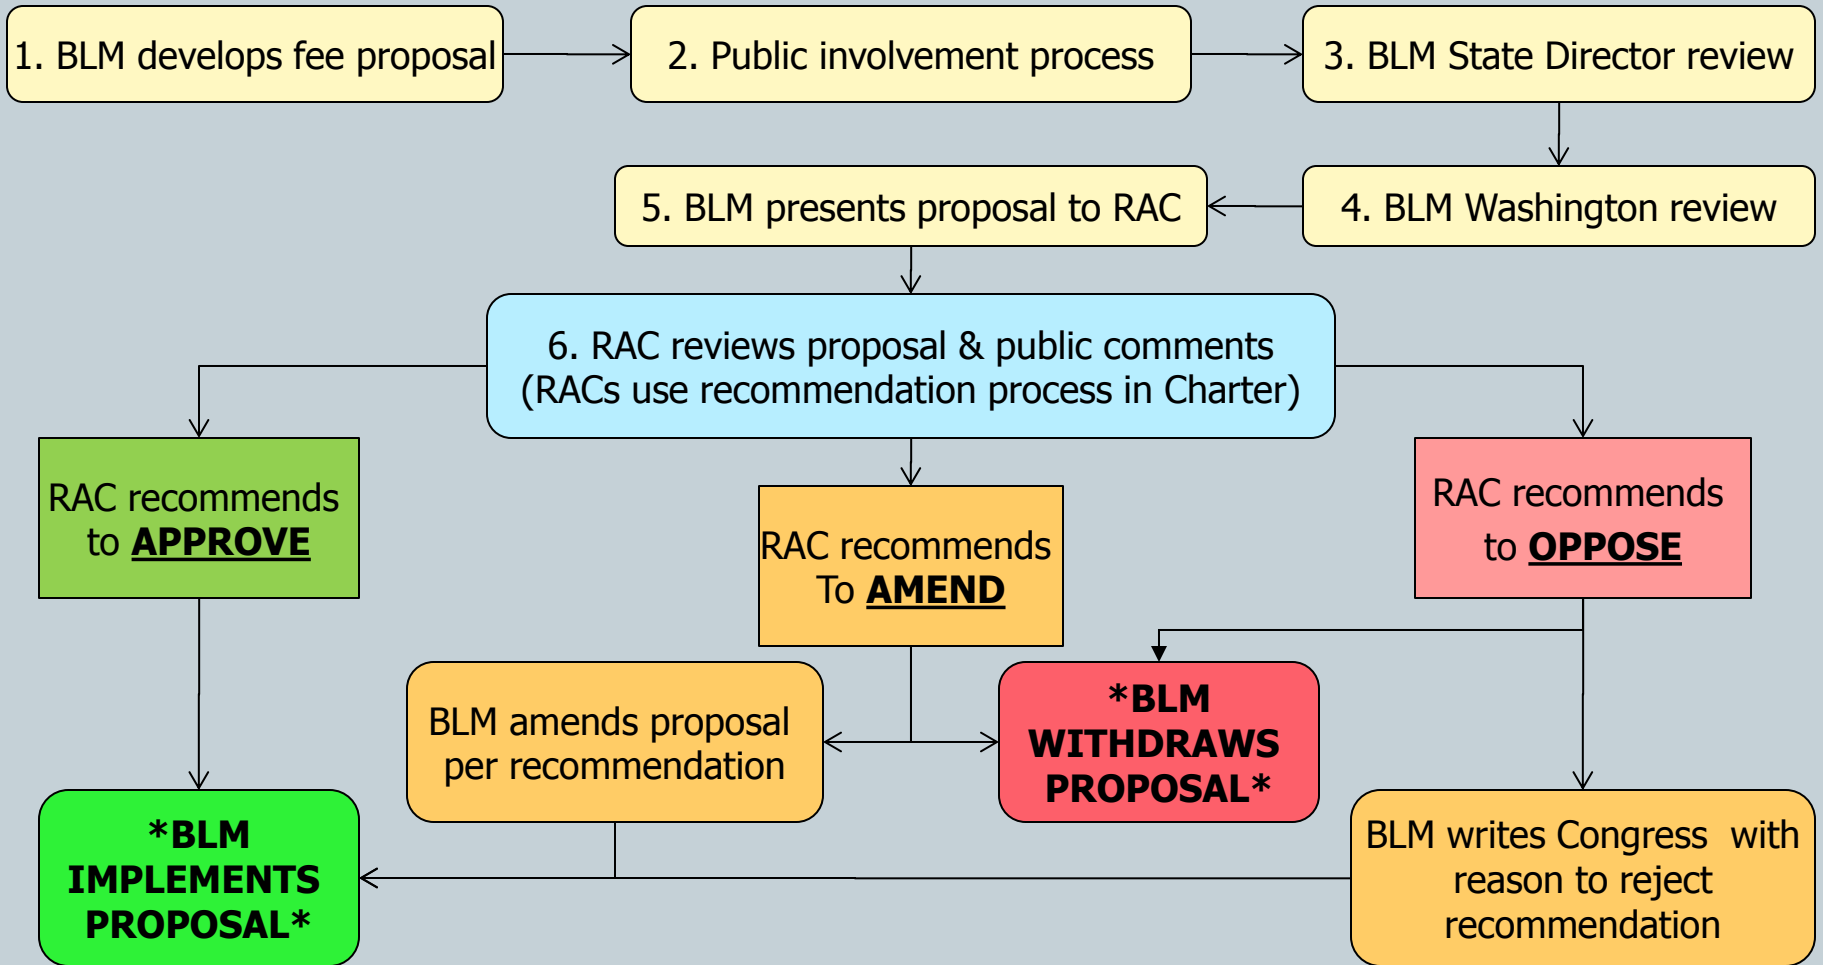 1. BLM develops fee proposal
2. Public involvement process
3. BLM State Director review
5. BLM presents proposal to RAC
4. BLM Washington review
6. RAC reviews proposal & public comments
(RACs use recommendation process in Charter)
RAC recommends
to APPROVE
RAC recommends
To AMEND
RAC recommends
to OPPOSE
BLM amends proposal
per recommendation
*BLM
WITHDRAWS
PROPOSAL*
*BLM
IMPLEMENTS
PROPOSAL*
BLM writes Congress with
reason to reject
recommendation